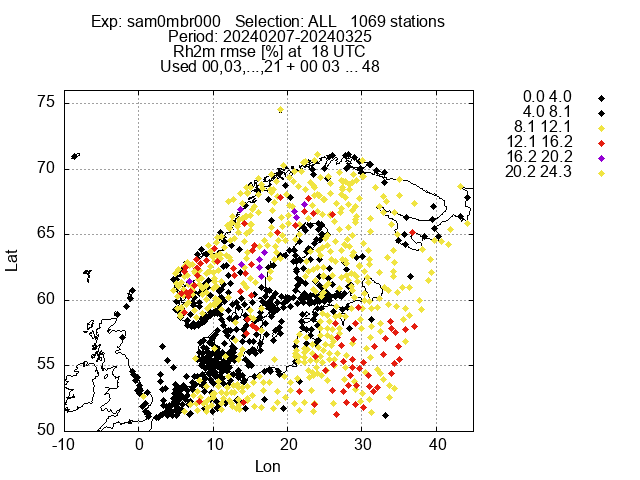 Exp: sam0mbr000   Selection: ALL   1069 stations
Period: 20240207-20240325
Rh2m rmse [%] at  18 UTC
Used 00,03,...,21 + 00 03 ... 48
0.0 4.0
4.0 8.1
8.1 12.1
12.1 16.2
16.2 20.2
20.2 24.3
75
70
65
60
55
50
Lat
-10 0 10 20 30 40
Lon